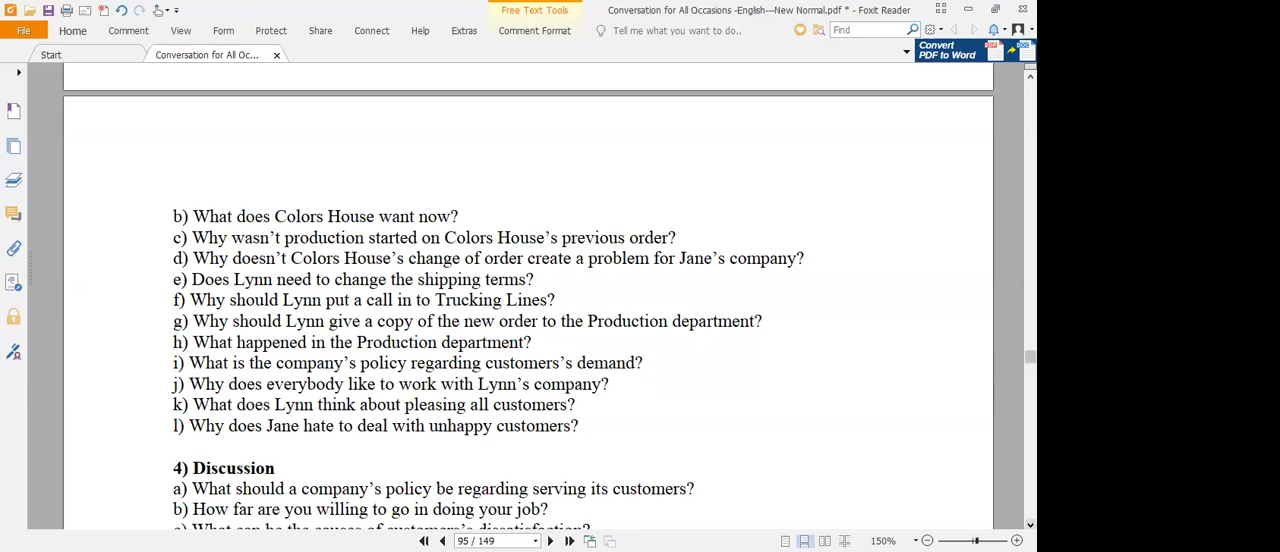 Free Text Tools
Conversation for All Occasions -English---New Normal.pdf * - Foxit Reader
File
Home
Comment
View
Form
Protect
Share
Connect
Help
Extras
Comment Format
Tell me what you want to do..
Find
Start
Conversation for All Oc...
Convert
PDF to Word
b) What does Colors House want now?
c) Why wasn’t production started on Colors House’s previous order?
d) Why doesn’t Colors House’s change of order create a problem for Jane’s company?
e) Does Lynn need to change the shipping terms?
f) Why should Lynn put a call in to Trucking Lines?
g) Why should Lynn give a copy of the new order to the Production department?
h) What happened in the Production department?
i) What is the company’s policy regarding customers’s demand?
j) Why does everybody like to work with Lynn’s company?
k) What does Lynn think about pleasing all customers?
l) Why does Jane hate to deal with unhappy customers?
4) Discussion
a) What should a company’s policy be regarding serving its customers?
b) How far are you willing to go in doing your job?
c) What can be the causes of customers’s dissatisfaction?
95 / 149
150%